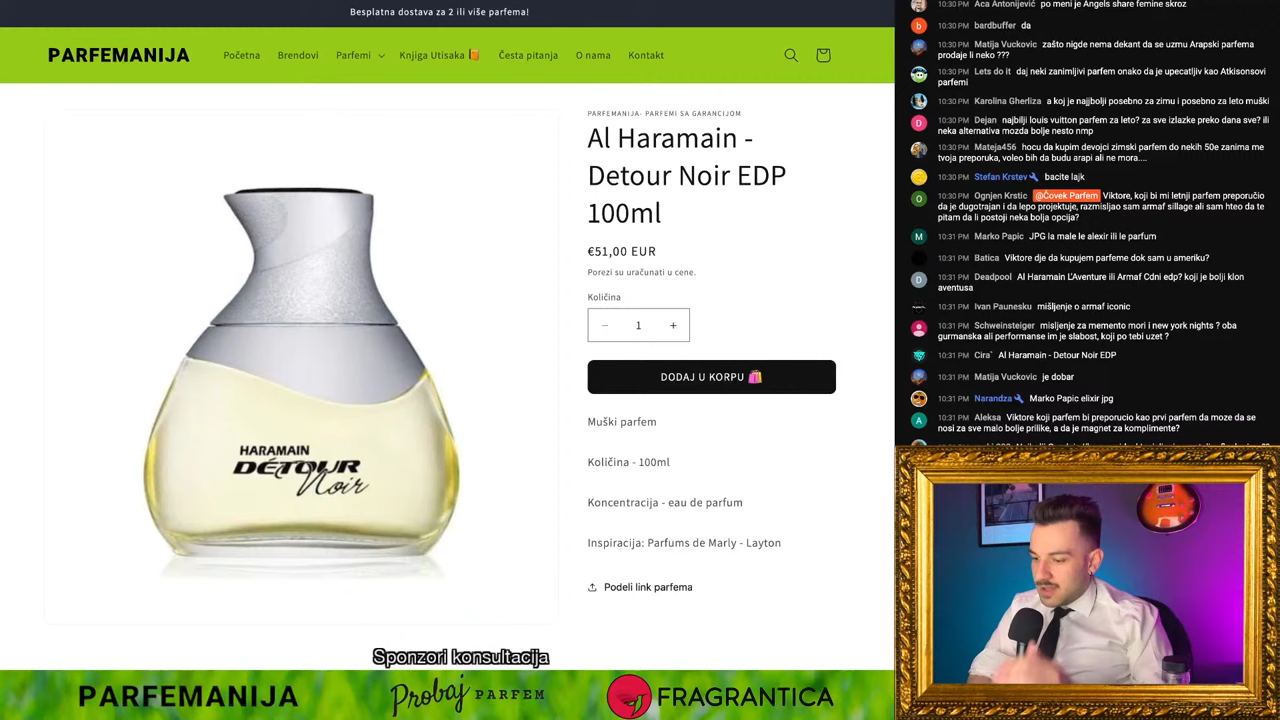 Besplatna dostava za 2 ili više parfema!
PARFEMANIJA
Početna
Brendovi
Parfemi
Knjiga Utisaka
Česta pitanja
O nama
Kontakt
PARFEMANIJA- PARFEMI SA GARANCIJOM
Al Haramain -
Detour Noir EDP
100ml
€51,00 EUR
Porezi su uračunati u cene.
Količina
− 1 +
DODAJ U KORPU
Muški parfem
Količina - 100ml
Koncentracija - eau de parfum
Inspiracija: Parfums de Marly - Layton
Podeli link parfema
HARAMAIN
DÉTOUR
Noir
Sponzori konsultacija
PARFEMANIJA
Probaj PARFEM
FRAGRANTICA
10:30 PM Aca Antonijević po meni je Angels share femine skroz
b
10:30 PM bardbuffer da
10:30 PM Matija Vuckovic zašto nigde nema dekant da se uzmu Arapski parfema
prodaje li neko ???
10:30 PM Lets do it daj neki zanimljivi parfem onako da je upecatljiv kao Atkisonsovi
parfemi
10:30 PM Karolina Gherliza a koj je najjbolji posebno za zimu i posebno za leto muški
D
10:30 PM Dejan najbilji louis vuitton parfem za leto? za sve izlazke preko dana sve? ili
neka alternativa mozda bolje nesto nmp
10:30 PM Mateja456 hocu da kupim devojci zimski parfem do nekih 50e zanima me
tvoja preporuka, voleo bih da budu arapi ali ne mora....
10:30 PM Stefan Krstev bacite lajk
O
10:30 PM Ognjen Krstic @Čovek Parfem Viktore, koji bi mi letnji parfem preporučio
da je dugotrajan i da lepo projektuje, razmisljao sam armaf sillage ali sam hteo da te
pitam da li postoji neka bolja opcija?
M
10:31 PM Marko Papic JPG la male le alexir ili le parfum
10:31 PM Batica Viktore dje da kupujem parfeme dok sam u ameriku?
D
10:31 PM Deadpool Al Haramain L'Aventure ili Armaf Cdni edp? koji je bolji klon
aventusa
10:31 PM Ivan Paunesku mišljenje o armaf iconic
10:31 PM Schweinsteiger misljenje za memento mori i new york nights ? oba
gurmanska ali performanse im je slabost, koji po tebi uzet ?
10:31 PM Cira` Al Haramain - Detour Noir EDP
10:31 PM Matija Vuckovic je dobar
10:31 PM Narandza Marko Papic elixir jpg
A
10:31 PM Aleksa Viktore koji parfem bi preporucio kao prvi parfem da moze da se
nosi za sve malo bolje prilike, a da je magnet za komplimente?